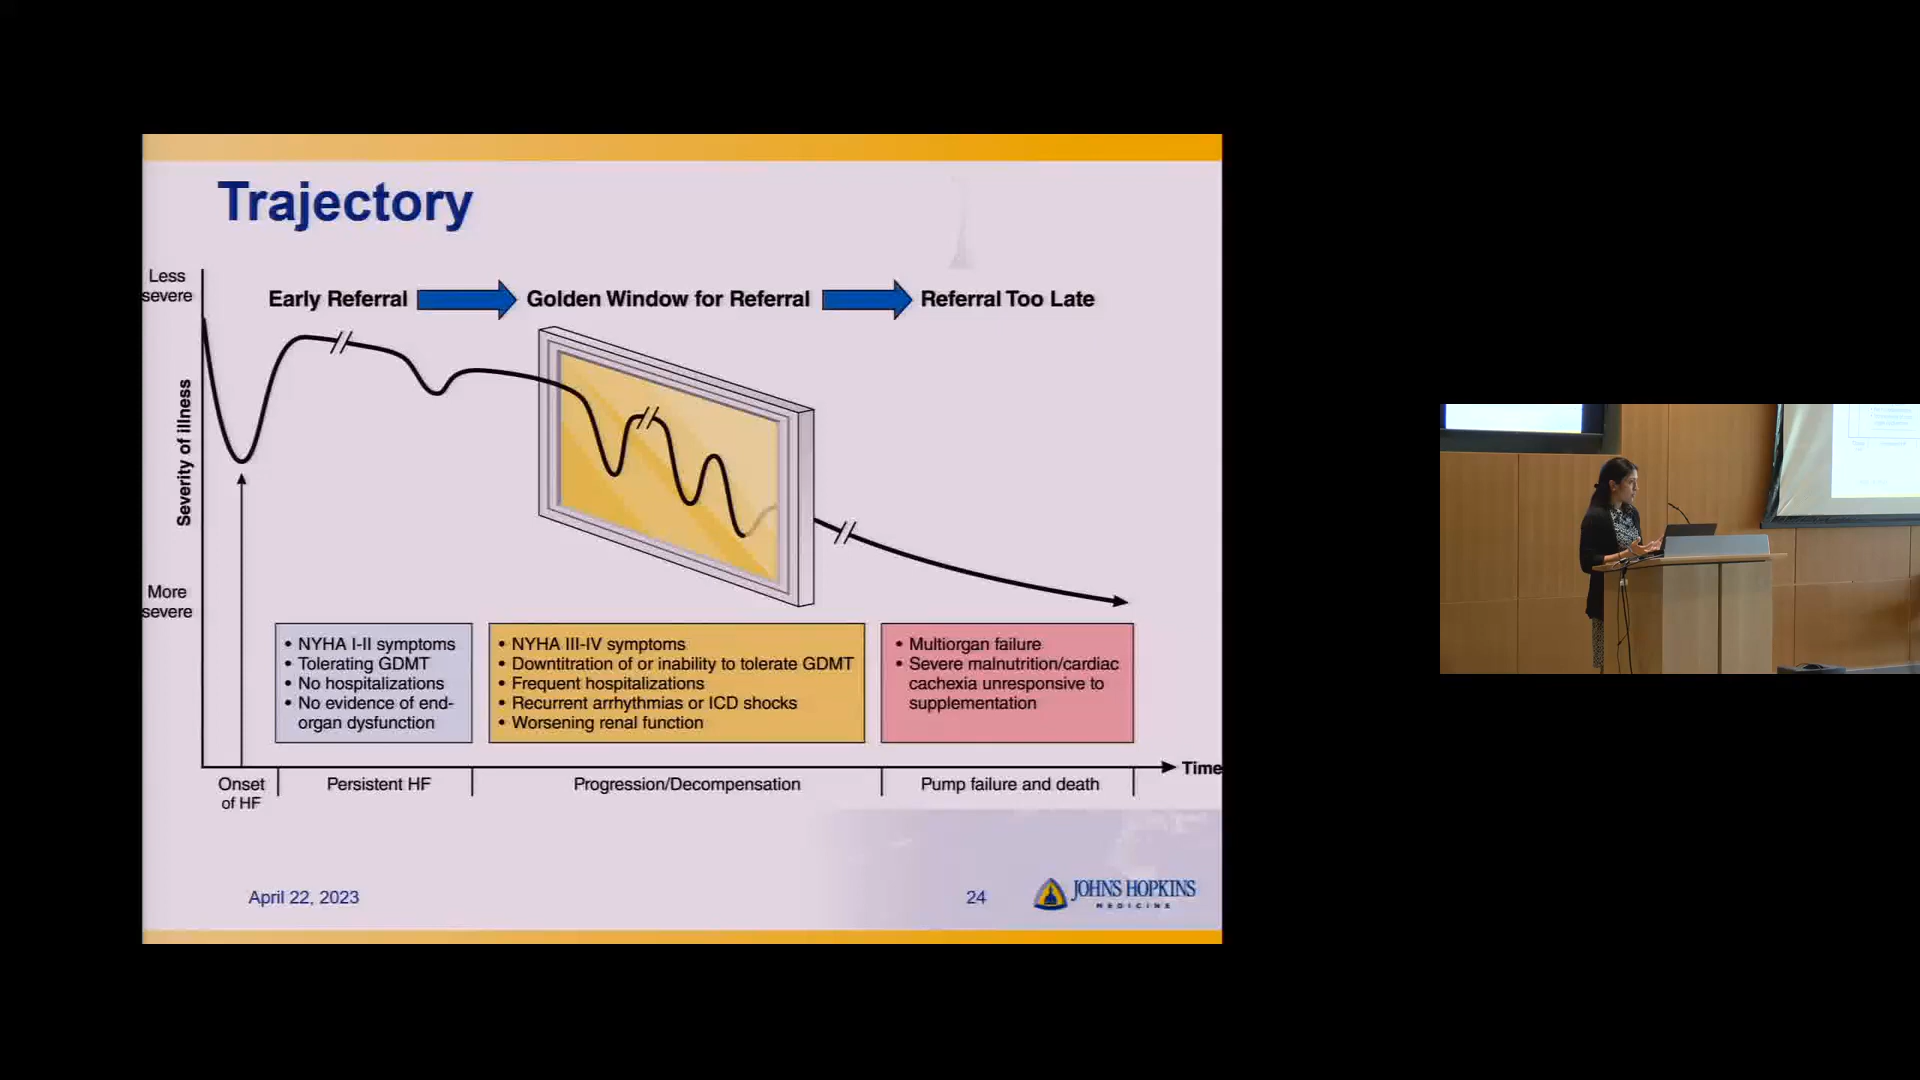 Trajectory
Less
severe
Early Referral
Golden Window for Referral
Referral Too Late
Severity of illness
More
severe
• NYHA I-II symptoms
• Tolerating GDMT
• No hospitalizations
• No evidence of end-
organ dysfunction
• NYHA III-IV symptoms
• Downtitration of or inability to tolerate GDMT
• Frequent hospitalizations
• Recurrent arrhythmias or ICD shocks
• Worsening renal function
• Multiorgan failure
• Severe malnutrition/cardiac
cachexia unresponsive to
supplementation
Time
Onset
of HF
Persistent HF
Progression/Decompensation
Pump failure and death
April 22, 2023
24
JOHNS HOPKINS
MEDICINE